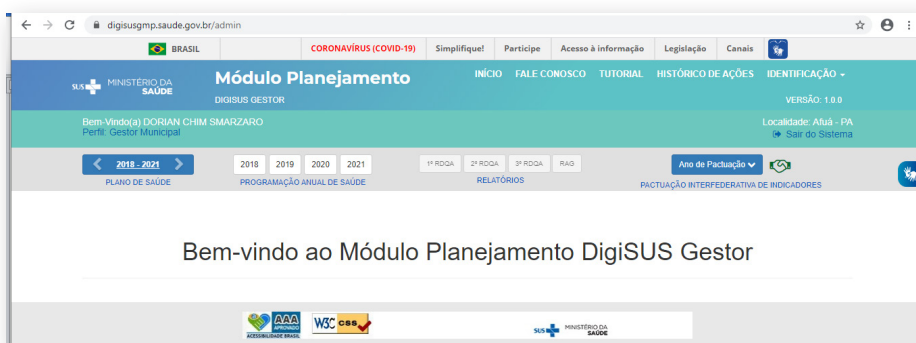 digisusgmp.saude.gov.br/admin
BRASIL CORONAVÍRUS (COVID-19) Simplifique! Participe Acesso à informação Legislação Canais
SUS MINISTÉRIO DA SAÚDE
Módulo Planejamento
DIGISUS GESTOR
INÍCIO FALE CONOSCO TUTORIAL HISTÓRICO DE AÇÕES IDENTIFICAÇÃO
VERSÃO: 1.0.0
Bem-Vindo(a) DORIAN CHIM SMARZARO Localidade: Afuá - PA
Perfil: Gestor Municipal Sair do Sistema
2018 - 2021 2018 2019 2020 2021 1º RDQA 2º RDQA 3º RDQA RAG Ano de Pactuação
PLANO DE SAÚDE PROGRAMAÇÃO ANUAL DE SAÚDE RELATÓRIOS PACTUAÇÃO INTERFEDERATIVA DE INDICADORES
Bem-vindo ao Módulo Planejamento DigiSUS Gestor
AAA
APROVADO
ACESSIBILIDADE BRASIL
W3C css
SUS MINISTÉRIO DA SAÚDE